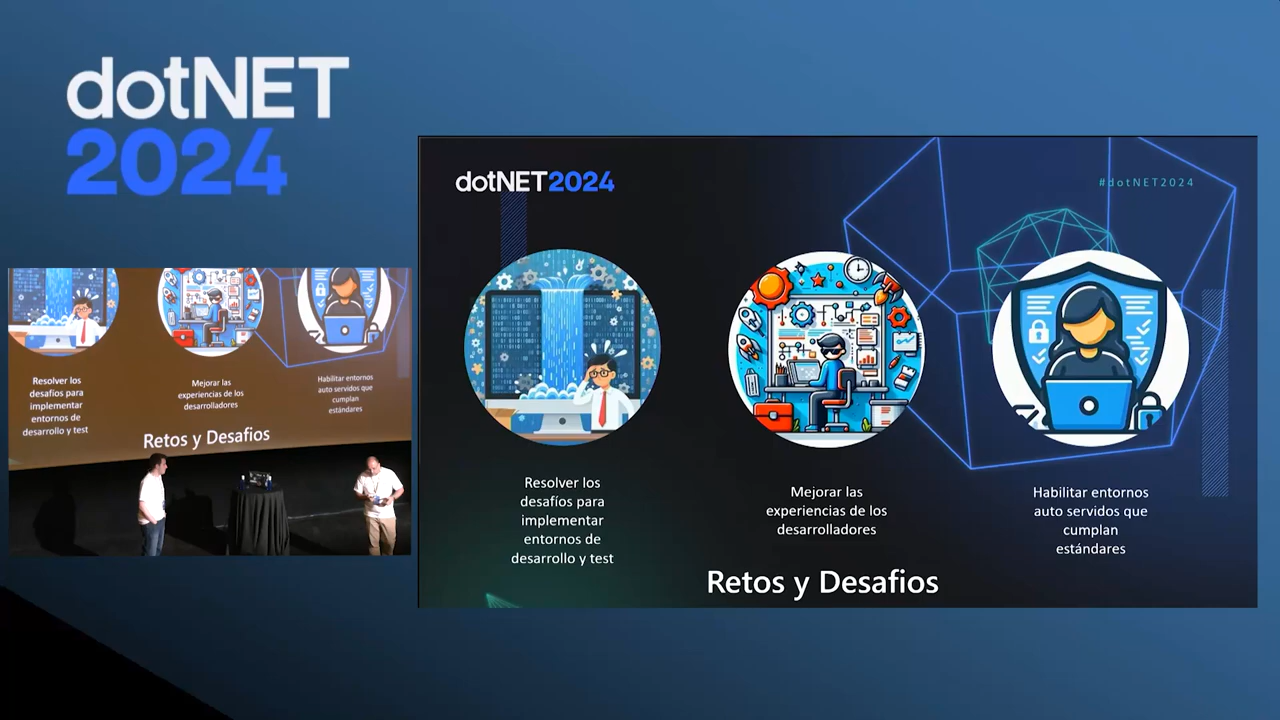 dotNET
2024
dotNET2024
#dotNET2024
Resolver los
desafíos para
implementar
entornos de
desarrollo y test
Mejorar las
experiencias de los
desarrolladores
Habilitar entornos
auto servidos que
cumplan
estándares
Retos y Desafios
Resolver los
desafíos para
implementar
entornos de
desarrollo y test
Mejorar las
experiencias de los
desarrolladores
Habilitar entornos
auto servidos que
cumplan
estándares
Retos y Desafios